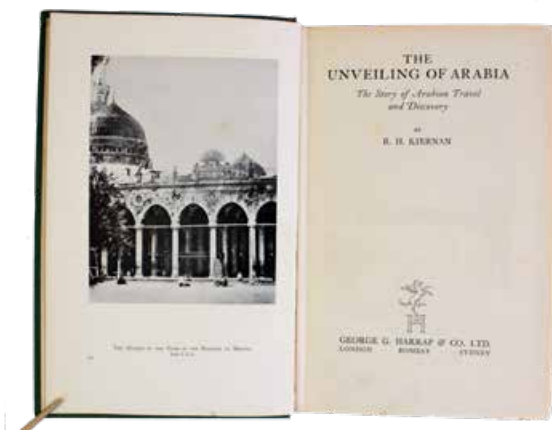 THE
UNVEILING OF ARABIA
The Story of Arabian Travel
and Discovery
BY
R. H. KIERNAN
H
GEORGE G. HARRAP & CO. LTD.
LONDON BOMBAY SYDNEY